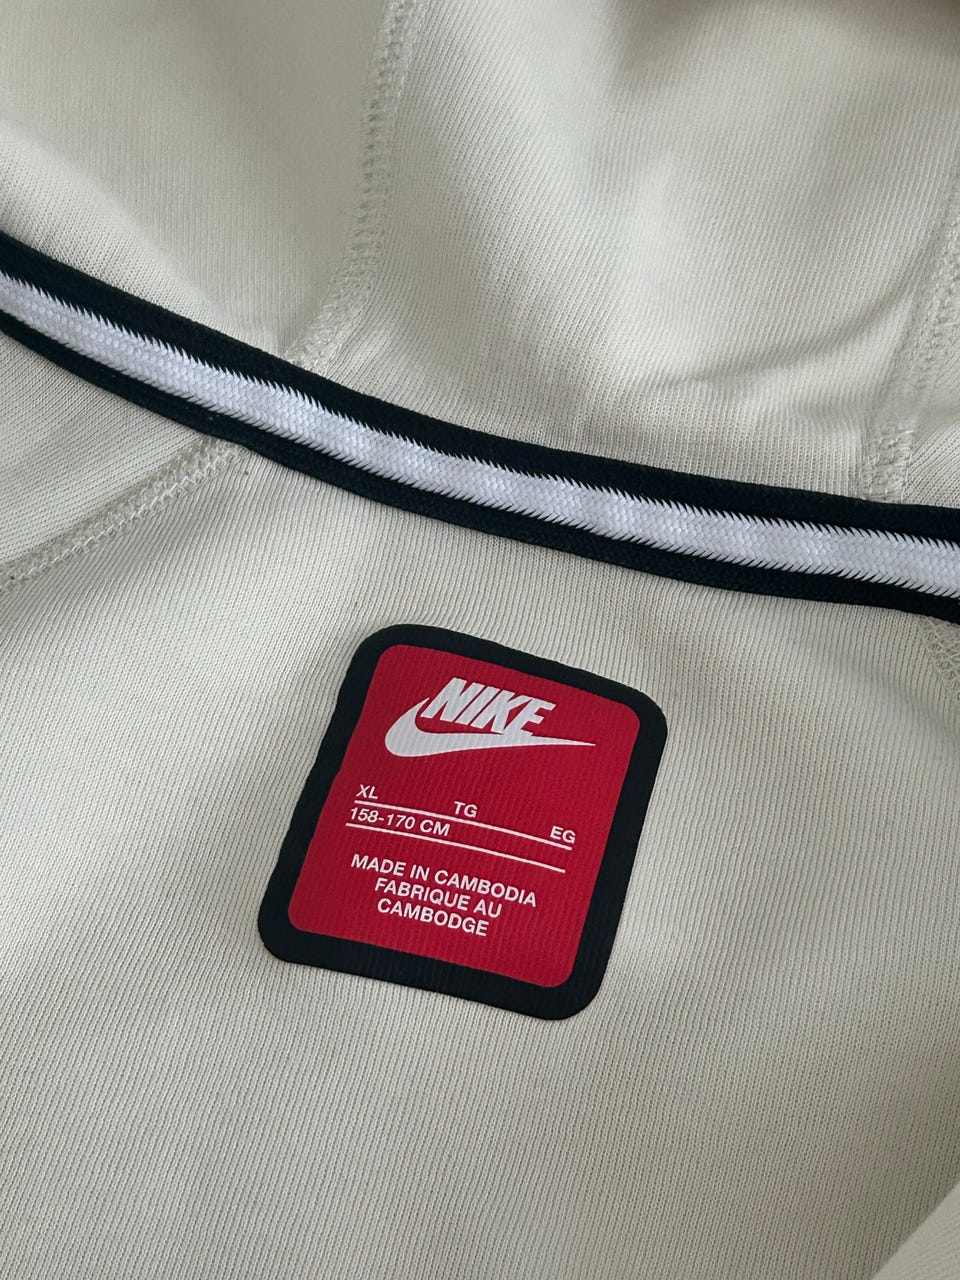 NIKE
XL TG EG
158-170 CM
MADE IN CAMBODIA
FABRIQUE AU
CAMBODGE